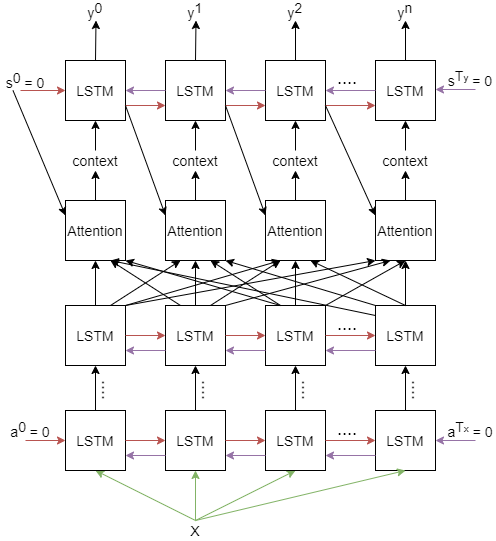 y⁰ y¹ y² yⁿ
s⁰ = 0 LSTM LSTM LSTM .... LSTM sᵀʸ = 0
context context context context
Attention Attention Attention Attention
LSTM LSTM LSTM .... LSTM
.... .... .... ....
a⁰ = 0 LSTM LSTM LSTM .... LSTM aᵀˣ = 0
X